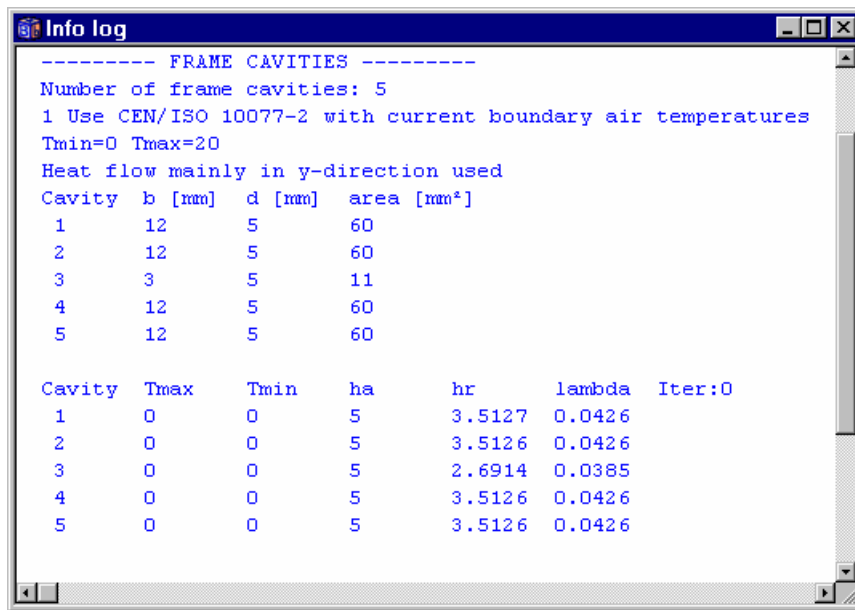 Info log
--------- FRAME CAVITIES ---------
Number of frame cavities: 5
1 Use CEN/ISO 10077-2 with current boundary air temperatures
Tmin=0 Tmax=20
Heat flow mainly in y-direction used
Cavity b [mm] d [mm] area [mm²]
1 12 5 60
2 12 5 60
3 3 5 11
4 12 5 60
5 12 5 60
Cavity Tmax Tmin ha hr lambda Iter:0
1 0 0 5 3.5127 0.0426
2 0 0 5 3.5126 0.0426
3 0 0 5 2.6914 0.0385
4 0 0 5 3.5126 0.0426
5 0 0 5 3.5126 0.0426